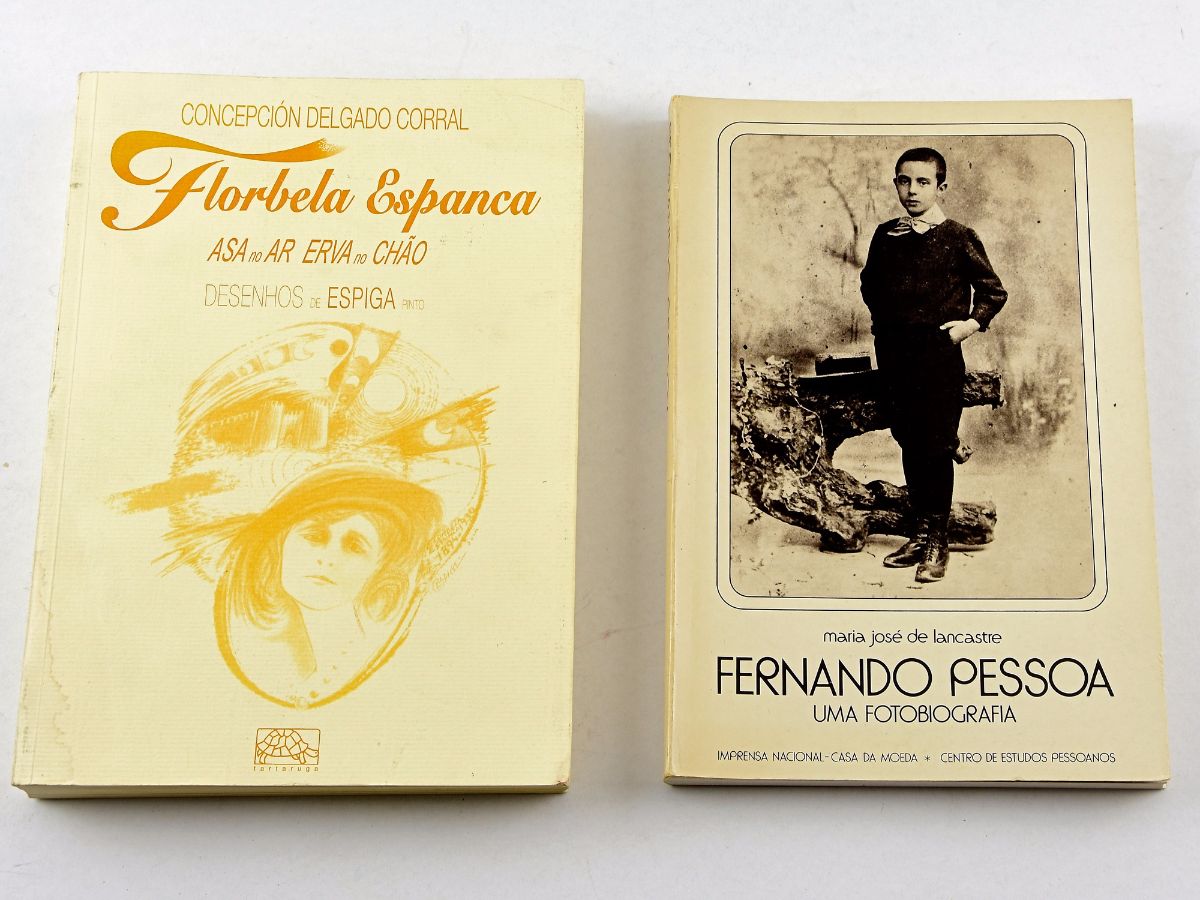 CONCEPCIÓN DELGADO CORRAL
Florbela Espanca
ASA no AR ERVA no CHÃO
DESENHOS DE ESPIGA PINTO
tartaruga
maria josé de lancastre
FERNANDO PESSOA
UMA FOTOBIOGRAFIA
IMPRENSA NACIONAL-CASA DA MOEDA * CENTRO DE ESTUDOS PESSOANOS